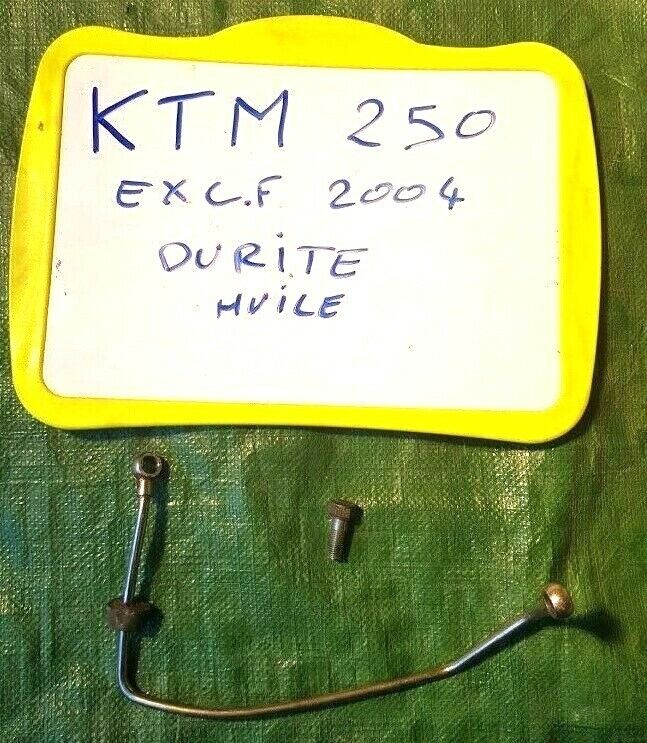 KTM 250
EXC.F 2004
DURiTE
HUiLE